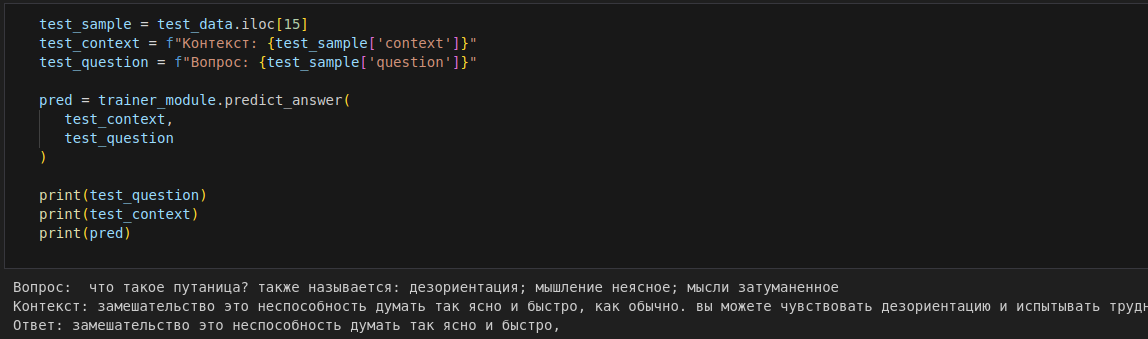 test_sample = test_data.iloc[15]
test_context = f"Контекст: {test_sample['context']}"
test_question = f"Вопрос: {test_sample['question']}"
pred = trainer_module.predict_answer(
test_context,
test_question
)
print(test_question)
print(test_context)
print(pred)
Вопрос:  что такое путаница? также называется: дезориентация; мышление неясное; мысли затуманенное
Контекст: замешательство это неспособность думать так ясно и быстро, как обычно. вы можете чувствовать дезориентацию и испытывать
Ответ: замешательство это неспособность думать так ясно и быстро,